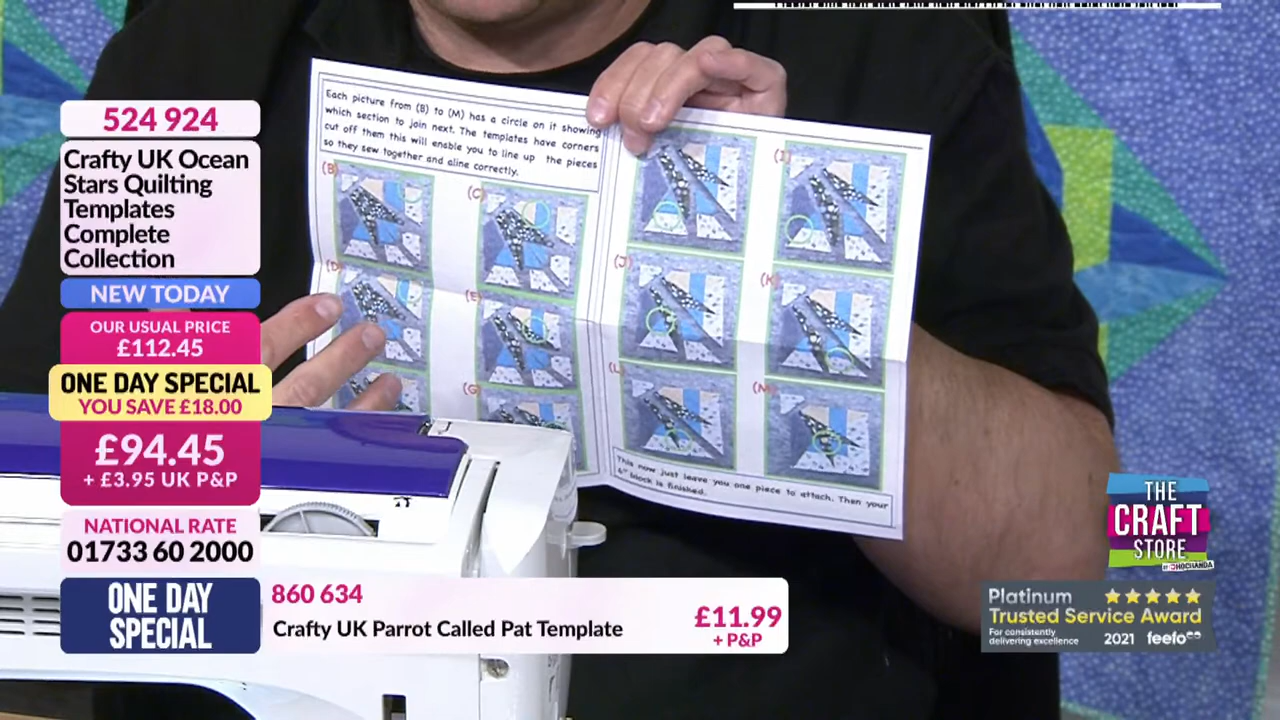 524 924
Crafty UK Ocean
Stars Quilting
Templates
Complete
Collection
NEW TODAY
OUR USUAL PRICE
£112.45
ONE DAY SPECIAL
YOU SAVE £18.00
£94.45
+ £3.95 UK P&P
NATIONAL RATE
01733 60 2000
ONE DAY
SPECIAL
860 634
Crafty UK Parrot Called Pat Template
£11.99
+ P&P
Each picture from (B) to (M) has a circle on it showing
which section to join next. The templates have corners
cut off them this will enable you to line up the pieces
so they sew together and aline correctly.
(B)
(C)
(D)
(E)
(G)
(I)
(J)
(K)
(L)
(M)
This now just leave you one piece to attach. Then your
6" block is finished.
THE
CRAFT
STORE
BY HOCHANDA
Platinum
Trusted Service Award
For consistently
delivering excellence
2021 feefo